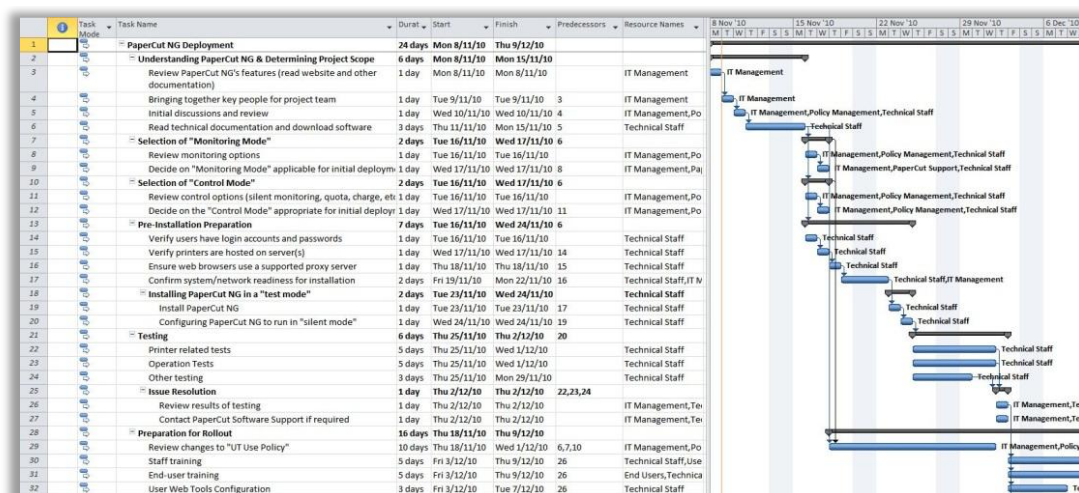 Task Mode Task Name Durat Start Finish Predecessors Resource Names 8 Nov '10 15 Nov '10 22 Nov '10 29 Nov '10 6 Dec '10
M T W T F S S M T W T F S S M T W T F S S M T W T F S S M T W
1 PaperCut NG Deployment 24 days Mon 8/11/10 Thu 9/12/10
2 Understanding PaperCut NG & Determining Project Scope 6 days Mon 8/11/10 Mon 15/11/10
3 Review PaperCut NG's features (read website and other documentation) 1 day Mon 8/11/10 Mon 8/11/10 IT Management IT Management
4 Bringing together key people for project team 1 day Tue 9/11/10 Tue 9/11/10 3 IT Management IT Management
5 Initial discussions and review 1 day Wed 10/11/10 Wed 10/11/10 4 IT Management,Po IT Management,Policy Management,Technical Staff
6 Read technical documentation and download software 3 days Thu 11/11/10 Mon 15/11/10 5 Technical Staff Technical Staff
7 Selection of "Monitoring Mode" 2 days Tue 16/11/10 Wed 17/11/10 6
8 Review monitoring options 1 day Tue 16/11/10 Tue 16/11/10 IT Management,Po IT Management,Policy Management,Technical Staff
9 Decide on "Monitoring Mode" applicable for initial deploym 1 day Wed 17/11/10 Wed 17/11/10 8 IT Management,Pa IT Management,PaperCut Support,Technical Staff
10 Selection of "Control Mode" 2 days Tue 16/11/10 Wed 17/11/10 6
11 Review control options (silent monitoring, quota, charge, etc 1 day Tue 16/11/10 Tue 16/11/10 IT Management,Po IT Management,Policy Management,Technical Staff
12 Decide on the "Control Mode" appropriate for initial deploy 1 day Wed 17/11/10 Wed 17/11/10 11 IT Management,Po IT Management,Policy Management,Technical Staff
13 Pre-Installation Preparation 7 days Tue 16/11/10 Wed 24/11/10 6
14 Verify users have login accounts and passwords 1 day Tue 16/11/10 Tue 16/11/10 Technical Staff Technical Staff
15 Verify printers are hosted on server(s) 1 day Wed 17/11/10 Wed 17/11/10 14 Technical Staff Technical Staff
16 Ensure web browsers use a supported proxy server 1 day Thu 18/11/10 Thu 18/11/10 15 Technical Staff Technical Staff
17 Confirm system/network readiness for installation 2 days Fri 19/11/10 Mon 22/11/10 16 Technical Staff,IT M Technical Staff,IT Management
18 Installing PaperCut NG in a "test mode" 2 days Tue 23/11/10 Wed 24/11/10 Technical Staff
19 Install PaperCut NG 1 day Tue 23/11/10 Tue 23/11/10 17 Technical Staff Technical Staff
20 Configuring PaperCut NG to run in "silent mode" 1 day Wed 24/11/10 Wed 24/11/10 19 Technical Staff Technical Staff
21 Testing 6 days Thu 25/11/10 Thu 2/12/10 20
22 Printer related tests 5 days Thu 25/11/10 Wed 1/12/10 Technical Staff Technical Staff
23 Operation Tests 5 days Thu 25/11/10 Wed 1/12/10 Technical Staff Technical Staff
24 Other testing 3 days Thu 25/11/10 Mon 29/11/10 Technical Staff Technical Staff
25 Issue Resolution 1 day Thu 2/12/10 Thu 2/12/10 22,23,24
26 Review results of testing 1 day Thu 2/12/10 Thu 2/12/10 IT Management,Te IT Management,Te
27 Contact PaperCut Software Support if required 1 day Thu 2/12/10 Thu 2/12/10 IT Management,Te IT Management,Te
28 Preparation for Rollout 16 days Thu 18/11/10 Thu 9/12/10
29 Review changes to "UT Use Policy" 10 days Thu 18/11/10 Wed 1/12/10 6,7,10 IT Management,Po IT Management,Policy
30 Staff training 5 days Fri 3/12/10 Thu 9/12/10 26 Technical Staff,Use
31 End-user training 5 days Fri 3/12/10 Thu 9/12/10 26 End Users,Technica
32 User Web Tools Configuration 3 days Fri 3/12/10 Tue 7/12/10 26 Technical Staff